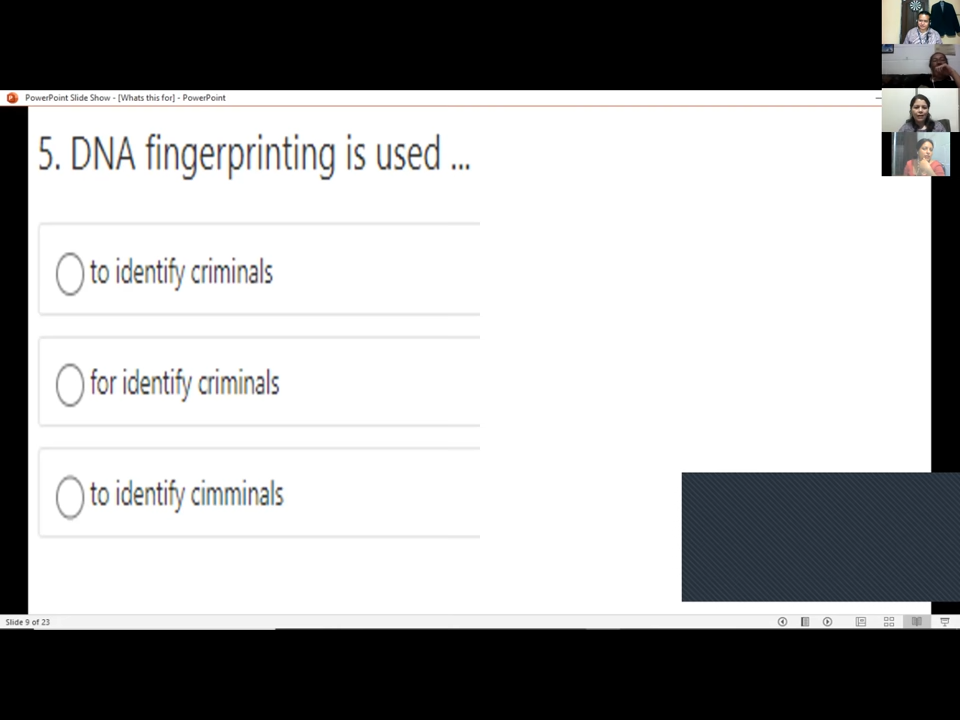 PowerPoint Slide Show - [Whats this for] - PowerPoint
5. DNA fingerprinting is used ...
to identify criminals
for identify criminals
to identify cimminals
Slide 9 of 23